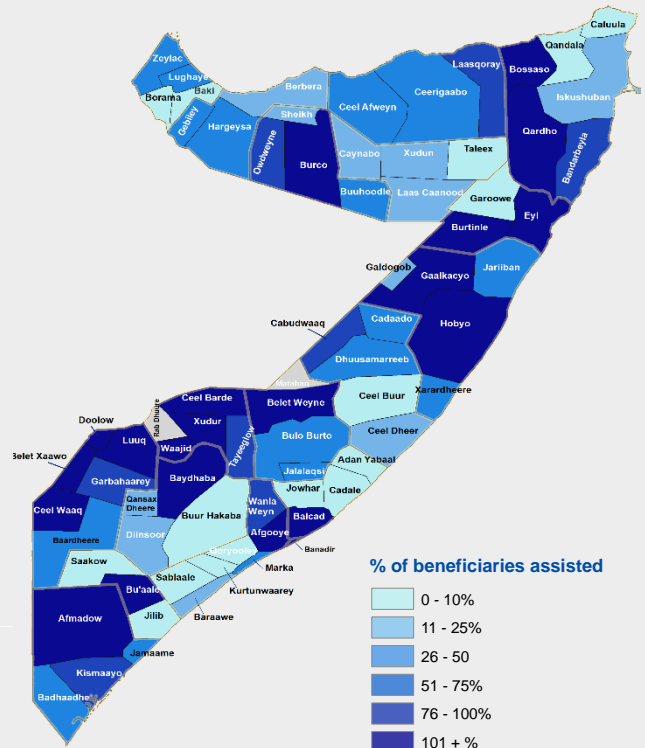 Caluula
Qandala
Zeylac
Laasqoray
Bossaso
Lughaye
Berbera
Iskushuban
Borama
Baki
Ceel Afweyn
Ceerigaabo
Gebiley
Sheikh
Hargeysa
Qardho
Bandarbeyla
Owdweyne
Burco
Caynabo
Xudun
Taleex
Buuhoodle
Laas Caanood
Garoowe
Eyl
Burtinle
Galdogob
Gaalkacyo
Jariiban
Cabudwaaq
Cadaado
Hobyo
Dhuusamarreeb
Mataban
Xarardheere
Ceel Barde
Belet Weyne
Ceel Buur
Rab Dhuure
Doolow
Xudur
Ceel Dheer
Luuq
Waajid
Tayeeglow
Bulo Burto
Belet Xaawo
Adan Yabaal
Garbahaarey
Baydhaba
Jalalaqsi
Qansax
Dheere
Jowhar
Cadale
Ceel Waaq
Buur Hakaba
Wanla
Weyn
Balcad
Baardheere
Diinsoor
Afgooye
Banadir
Qoryooley
Saakow
Marka
Sablaale
Kurtunwaarey
Bu'aale
Afmadow
Jilib
Baraawe
Jamaame
Kismaayo
Badhaadhe
% of beneficiaries assisted
0 - 10%
11 - 25%
26 - 50
51 - 75%
76 - 100%
101 + %